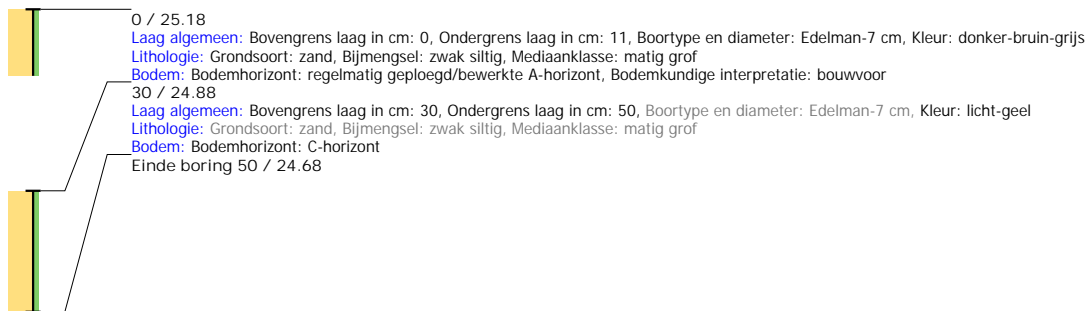 0 / 25.18
Laag algemeen: Bovengrens laag in cm: 0, Ondergrens laag in cm: 11, Boortype en diameter: Edelman-7 cm, Kleur: donker-bruin-grijs
Lithologie: Grondsoort: zand, Bijmengsel: zwak siltig, Mediaanklasse: matig grof
Bodem: Bodemhorizont: regelmatig geploegd/bewerkte A-horizont, Bodemkundige interpretatie: bouwvoor
30 / 24.88
Laag algemeen: Bovengrens laag in cm: 30, Ondergrens laag in cm: 50, Boortype en diameter: Edelman-7 cm, Kleur: licht-geel
Lithologie: Grondsoort: zand, Bijmengsel: zwak siltig, Mediaanklasse: matig grof
Bodem: Bodemhorizont: C-horizont
Einde boring 50 / 24.68